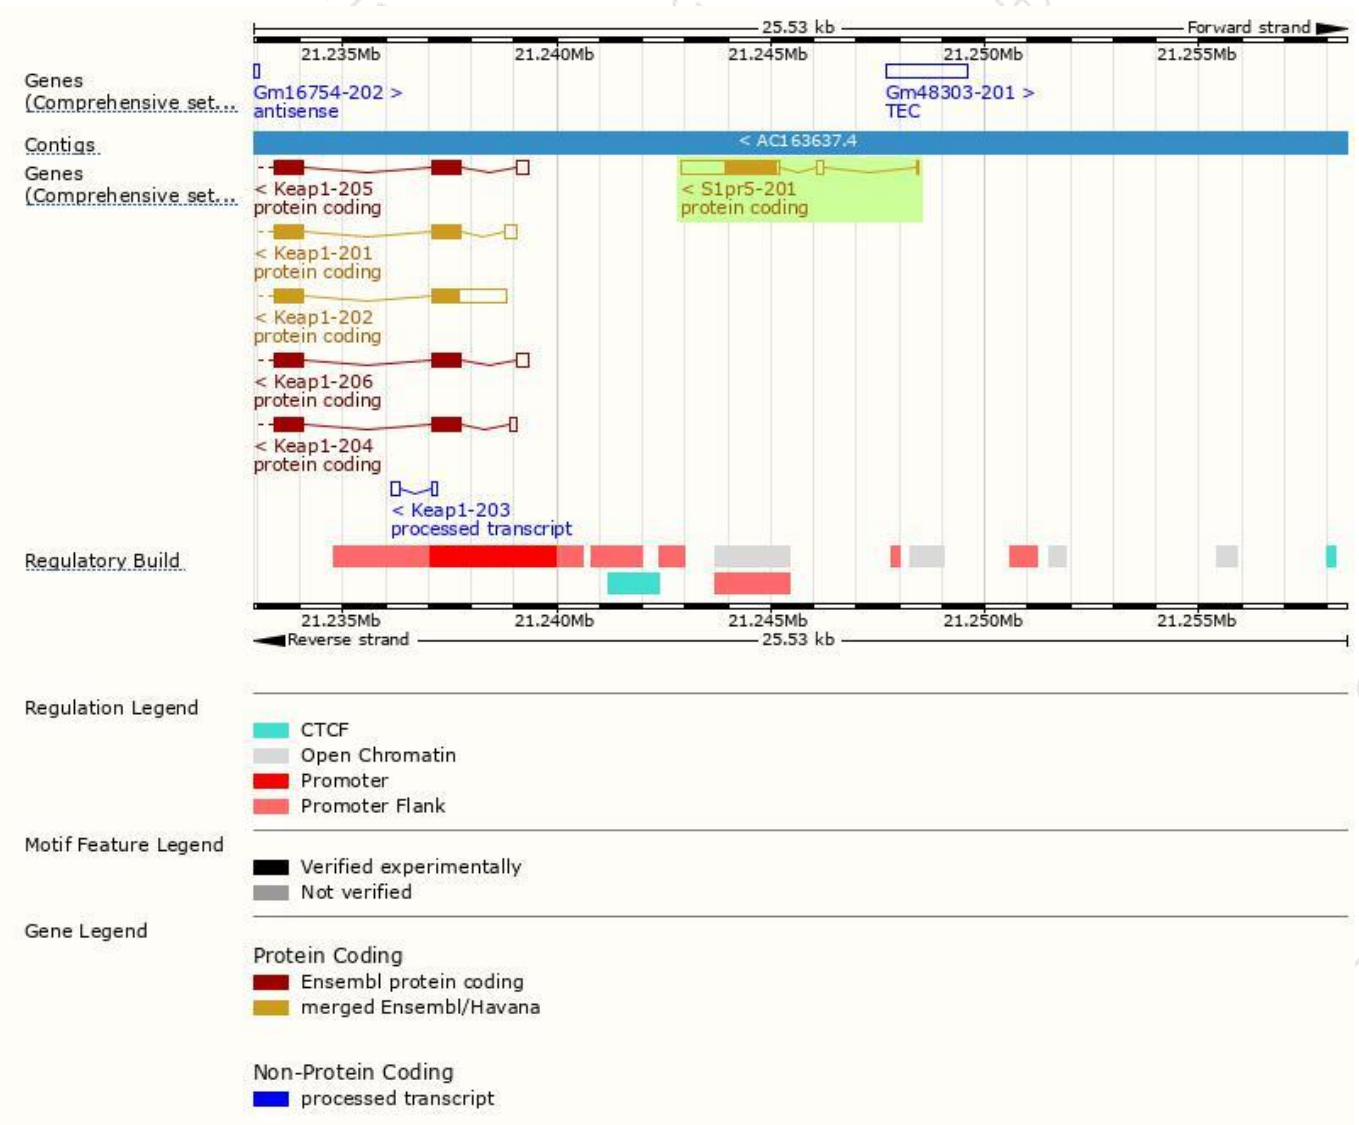 25.53 kb
Forward strand
21.235Mb 21.240Mb 21.245Mb 21.250Mb 21.255Mb
Genes
(Comprehensive set...
Gm16754-202 >
antisense
Gm48303-201 >
TEC
Contigs
< AC163637.4
Genes
(Comprehensive set...
< Keap1-205
protein coding
< S1pr5-201
protein coding
< Keap1-201
protein coding
< Keap1-202
protein coding
< Keap1-206
protein coding
< Keap1-204
protein coding
< Keap1-203
processed transcript
Regulatory Build
21.235Mb 21.240Mb 21.245Mb 21.250Mb 21.255Mb
Reverse strand
25.53 kb
Regulation Legend
CTCF
Open Chromatin
Promoter
Promoter Flank
Motif Feature Legend
Verified experimentally
Not verified
Gene Legend
Protein Coding
Ensembl protein coding
merged Ensembl/Havana
Non-Protein Coding
processed transcript